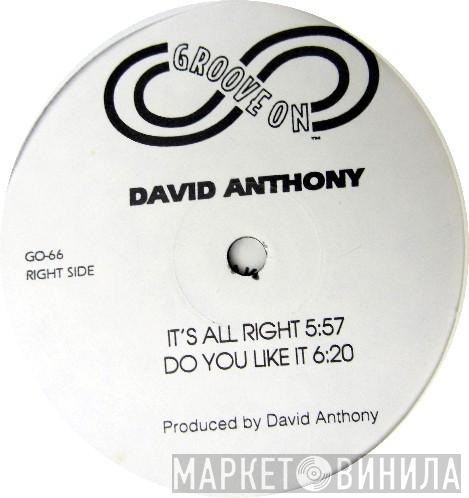 GROOVE ON
™
DAVID ANTHONY
GO-66
RIGHT SIDE
IT'S ALL RIGHT 5:57
DO YOU LIKE IT 6:20
Produced by David Anthony
МАРКЕТ ВИНИЛА